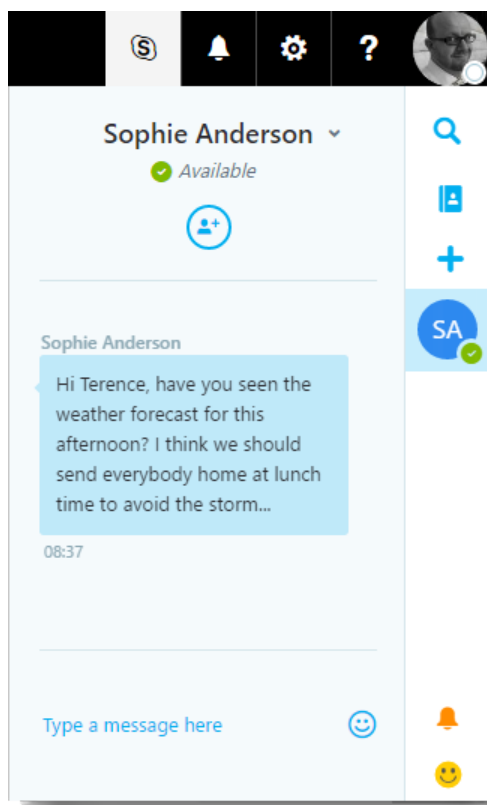 ?
Sophie Anderson
Available
SA
Sophie Anderson
Hi Terence, have you seen the
weather forecast for this
afternoon? I think we should
send everybody home at lunch
time to avoid the storm...
08:37
Type a message here